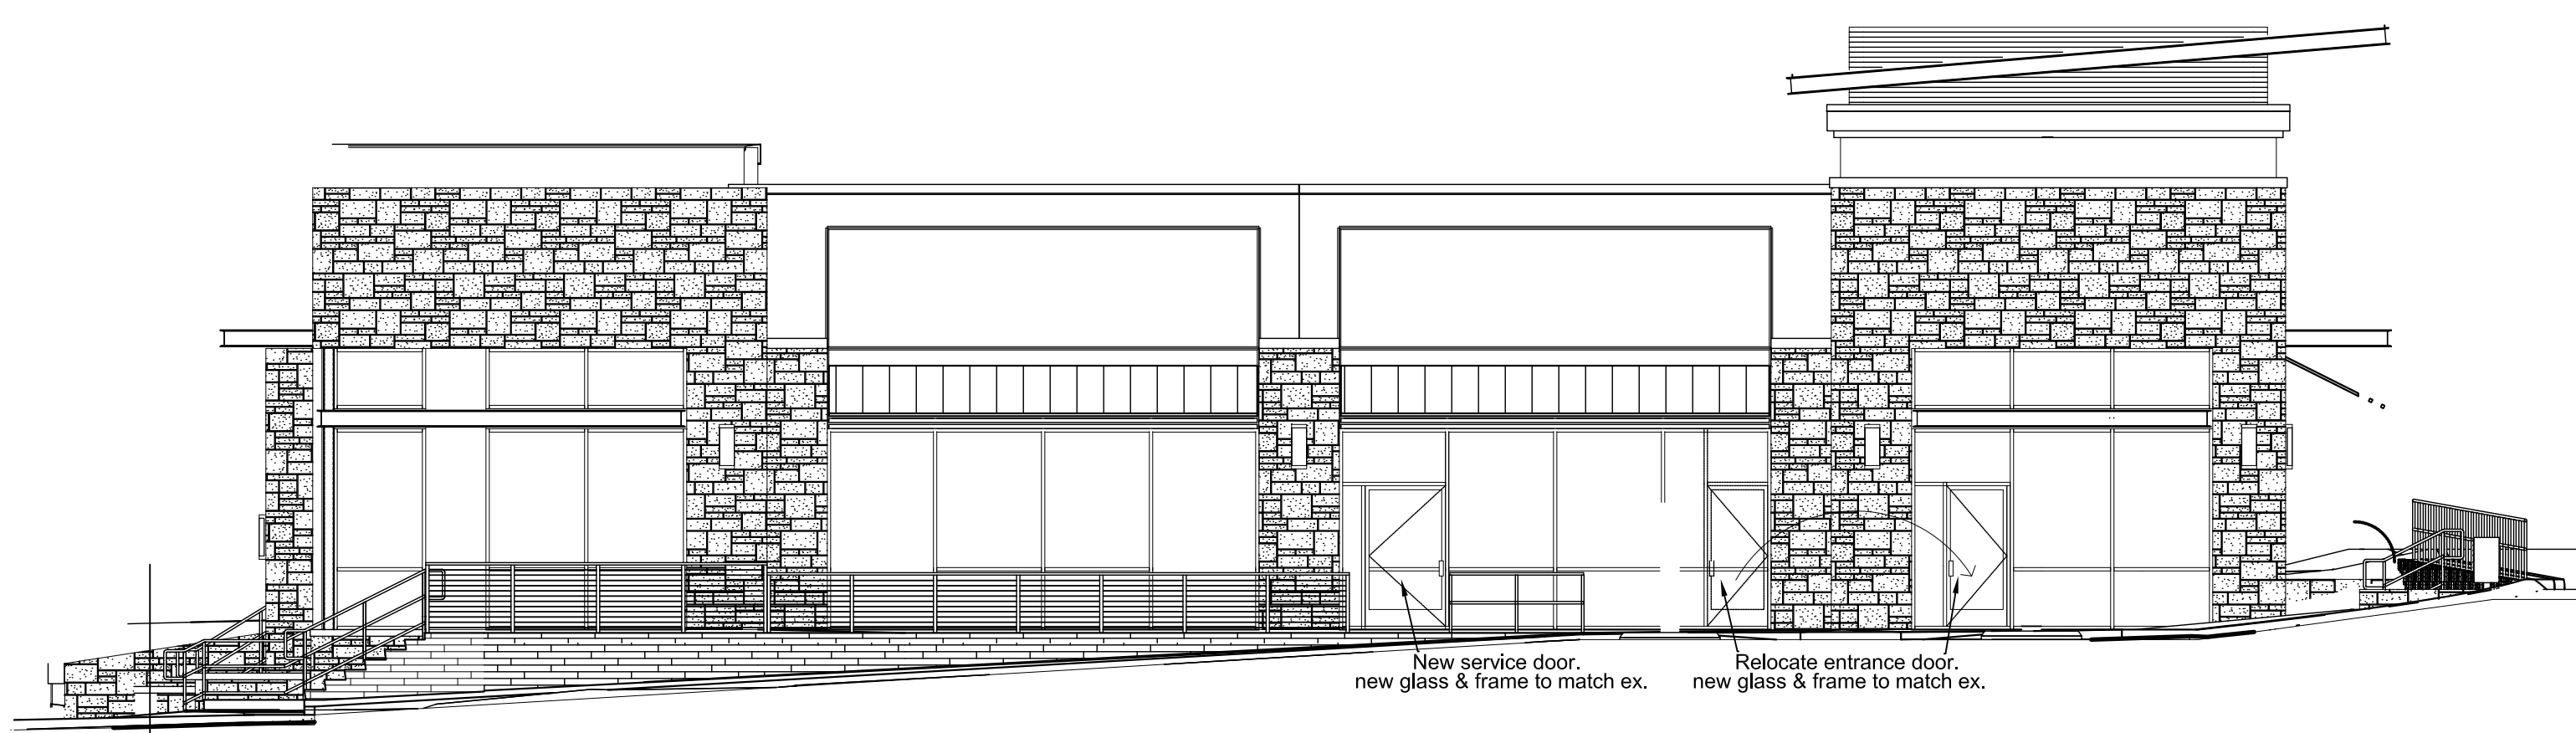 New service door.
new glass & frame to match ex.
Relocate entrance door.
new glass & frame to match ex.